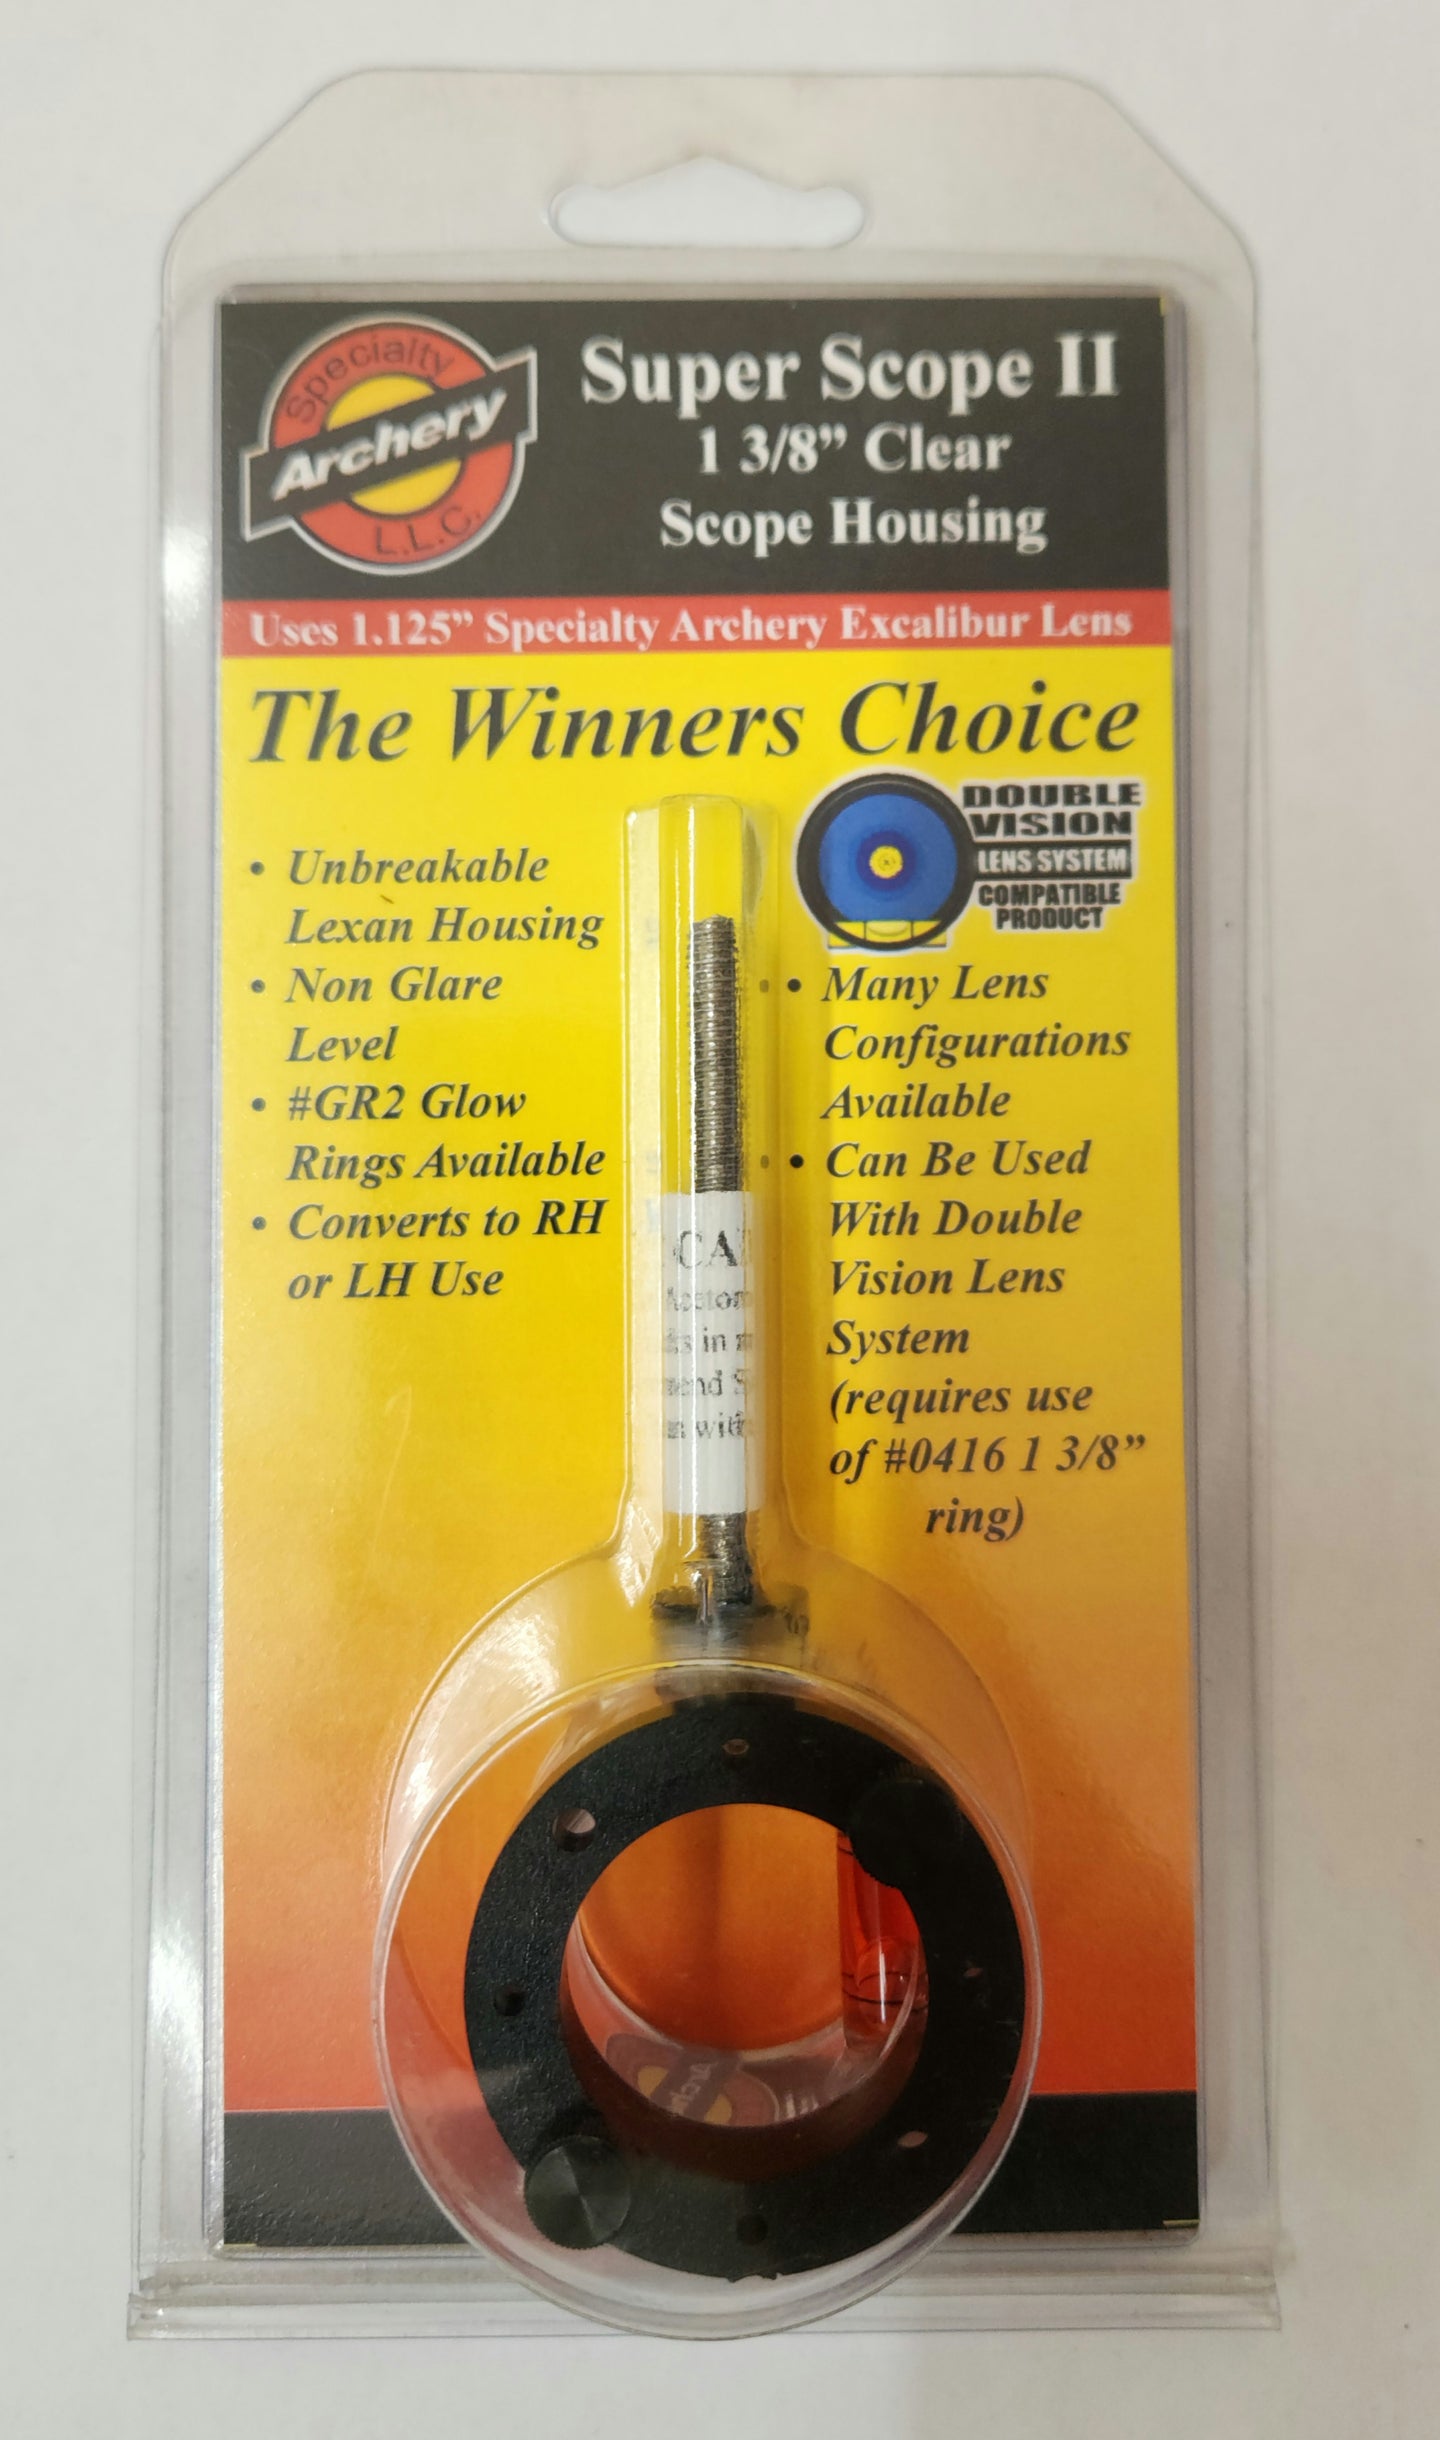 Specialty
Archery
L.L.C.
Super Scope II
1 3/8” Clear
Scope Housing
Uses 1.125” Specialty Archery Excalibur Lens
The Winners Choice
DOUBLE
VISION
LENS SYSTEM
COMPATIBLE
PRODUCT
• Unbreakable
Lexan Housing
• Non Glare
Level
• #GR2 Glow
Rings Available
• Converts to RH
or LH Use
• Many Lens
Configurations
Available
• Can Be Used
With Double
Vision Lens
System
(requires use
of #0416 1 3/8”
ring)
in